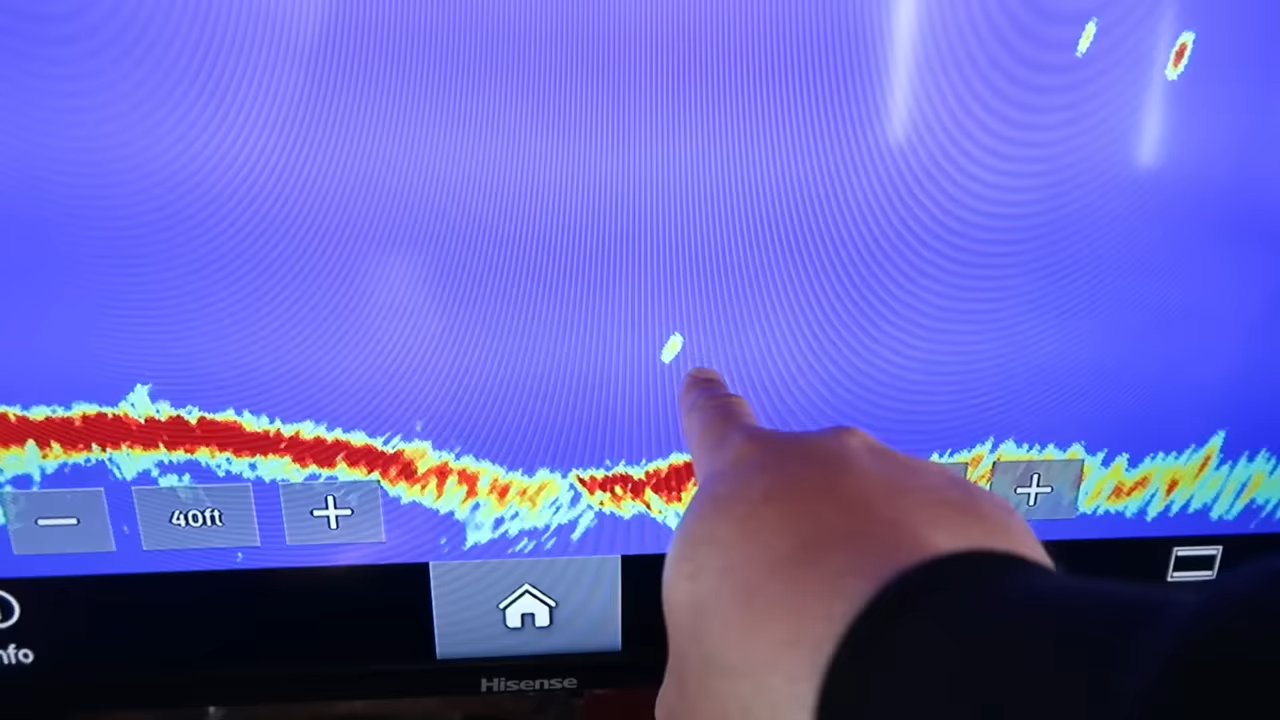 − 40ft + +
nfo
Hisense